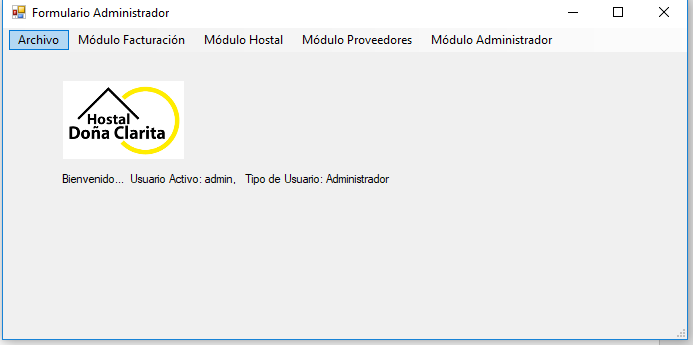 Formulario Administrador
Archivo Módulo Facturación Módulo Hostal Módulo Proveedores Módulo Administrador
Hostal
Doña Clarita
Bienvenido... Usuario Activo: admin, Tipo de Usuario: Administrador